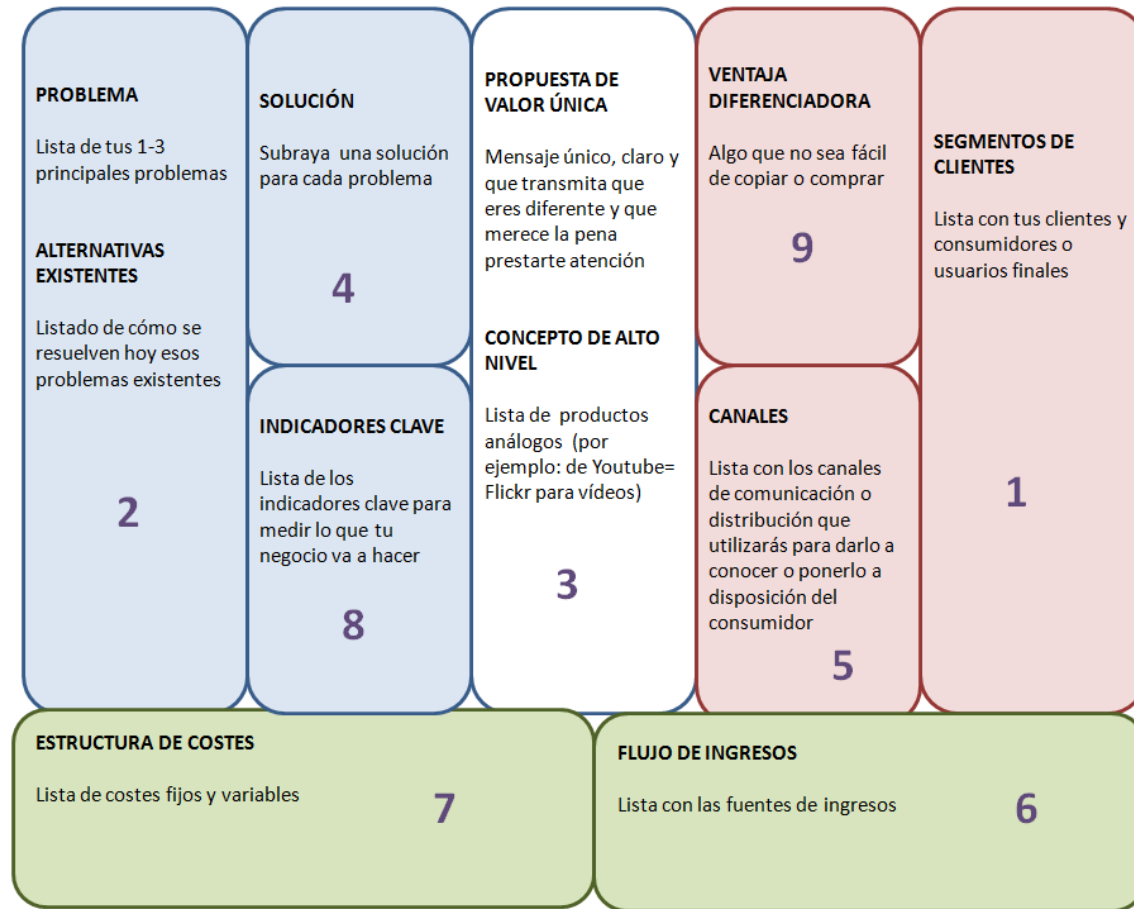 PROBLEMA
Lista de tus 1-3
principales problemas
ALTERNATIVAS
EXISTENTES
Listado de cómo se
resuelven hoy esos
problemas existentes
2
SOLUCIÓN
Subraya una solución
para cada problema
4
INDICADORES CLAVE
Lista de los
indicadores clave para
medir lo que tu
negocio va a hacer
8
PROPUESTA DE
VALOR ÚNICA
Mensaje único, claro y
que transmita que
eres diferente y que
merece la pena
prestarte atención
CONCEPTO DE ALTO
NIVEL
Lista de productos
análogos (por
ejemplo: de Youtube=
Flickr para vídeos)
3
VENTAJA
DIFERENCIADORA
Algo que no sea fácil
de copiar o comprar
9
CANALES
Lista con los canales
de comunicación o
distribución que
utilizarás para darlo a
conocer o ponerlo a
disposición del
consumidor
5
SEGMENTOS DE
CLIENTES
Lista con tus clientes y
consumidores o
usuarios finales
1
ESTRUCTURA DE COSTES
Lista de costes fijos y variables
7
FLUJO DE INGRESOS
Lista con las fuentes de ingresos
6